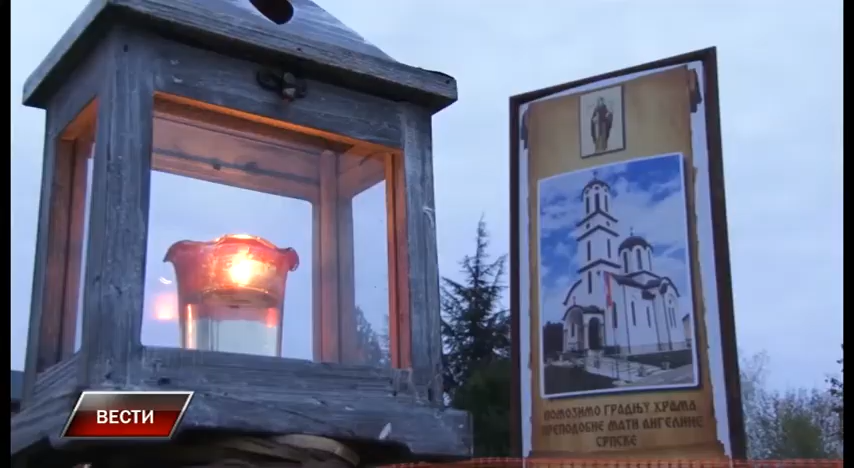 ПОМОЗИМО ГРАДЊУ ХРАМА
ПРЕПОДОБНЕ МАТИ АНГЕЛИНЕ
СРПСКЕ
ВЕСТИ